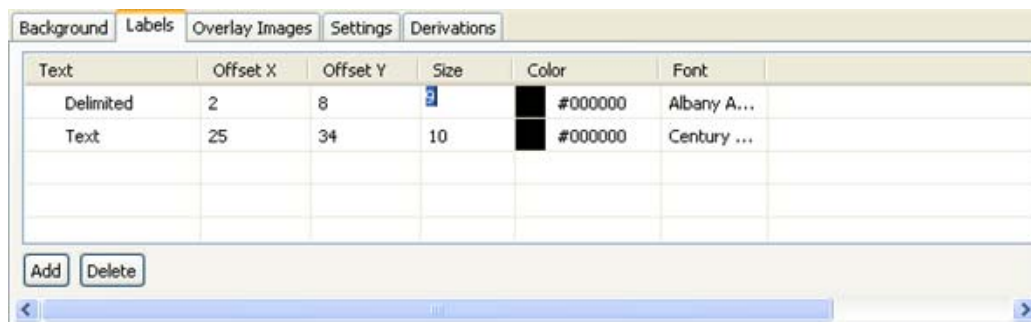 Background Labels Overlay Images Settings Derivations
Text Offset X Offset Y Size Color Font
Delimited 2 8 9 #000000 Albany A...
Text 25 34 10 #000000 Century ...
Add Delete